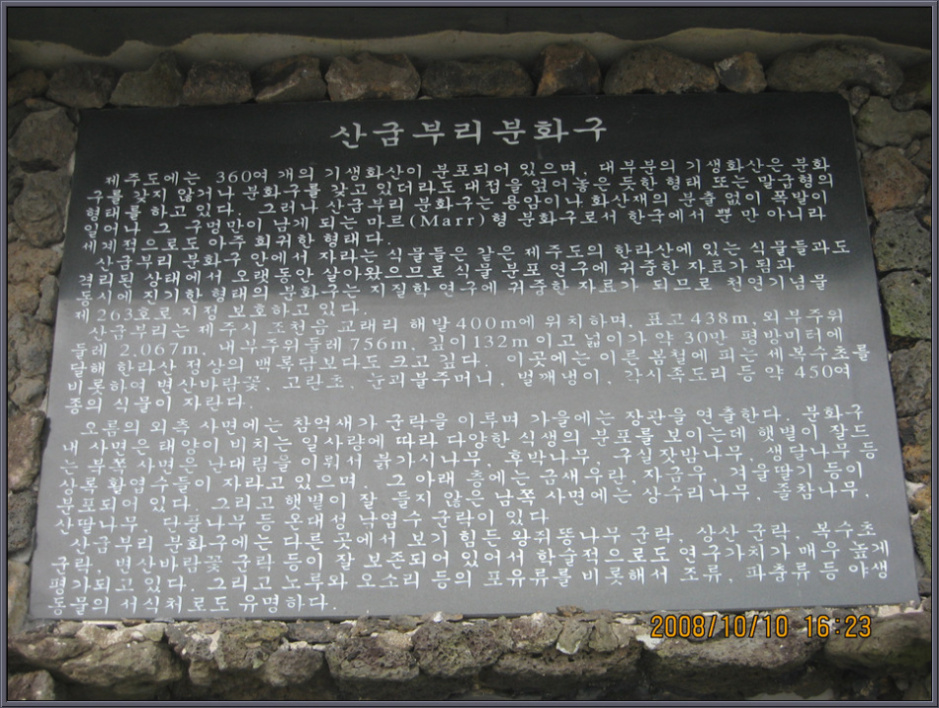 산굼부리분화구
제주도에는 360여 개의 기생화산이 분포되어 있으며, 대부분의 기생화산은 분화
구를 갖지 않거나 분화구를 갖고 있더라도 대접을 엎어놓은 듯한 형태 또는 말굽형의
형태를 하고 있다. 그러나 산굼부리 분화구는 용암이나 화산재의 분출 없이 폭발이
일어나 그 구멍만이 남게 되는 마르(Marr)형 분화구로서 한국에서 뿐만 아니라
세계적으로도 아주 희귀한 형태다.
산굼부리 분화구 안에서 자라는 식물들은 같은 제주도의 한라산에 있는 식물들과도
격리된 상태에서 오랫동안 살아왔으므로 식물 분포 연구에 귀중한 자료가 됨과
동시에 진기한 형태의 분화구는 지질학 연구에 귀중한 자료가 되므로 천연기념물
제 263호로 지정 보호하고 있다.
산굼부리는 제주시 조천읍 교래리 해발 400m에 위치하며, 표고 438m, 외부주위
둘레 2,067m, 내부주위둘레 756m, 깊이 132m 이고 넓이가 약 30만 평방미터에
달해 한라산 정상의 백록담보다도 크고 깊다. 이곳에는 이른 봄철에 피는 세복수초를
비롯하여 변산바람꽃, 고란초, 눈괴불주머니, 벌깨냉이, 각시족도리 등 약 450여
종의 식물이 자란다.
오름의 외측 사면에는 참억새가 군락을 이루며 가을에는 장관을 연출한다. 분화구
내 사면은 태양이 비치는 일사량에 따라 다양한 식생의 분포를 보이는데 햇볕이 잘드
는 북쪽 사면은 난대림을 이뤄서 붉가시나무, 후박나무, 구실잣밤나무, 생달나무 등
상록 활엽수들이 자라고 있으며, 그 아래 층에는 금새우란, 자금우, 겨울딸기 등이
분포되어 있다. 그리고 햇볕이 잘 들지 않은 남쪽 사면에는 상수리나무, 졸참나무,
산딸나무, 단풍나무 등 온대성 낙엽수 군락이 있다
산굼부리 분화구에는 다른 곳에서 보기 힘든 왕쥐똥나무 군락, 상산 군락, 복수초
군락, 변산바람꽃 군락 등이 잘 보존되어 있어서 학술적으로도 연구가치가 매우 높게
평가되고 있다. 그리고 노루와 오소리 등의 포유류를 비롯해서 조류, 파충류 등 야생
동물의 서식처로도 유명하다.
2008/10/10 16:23